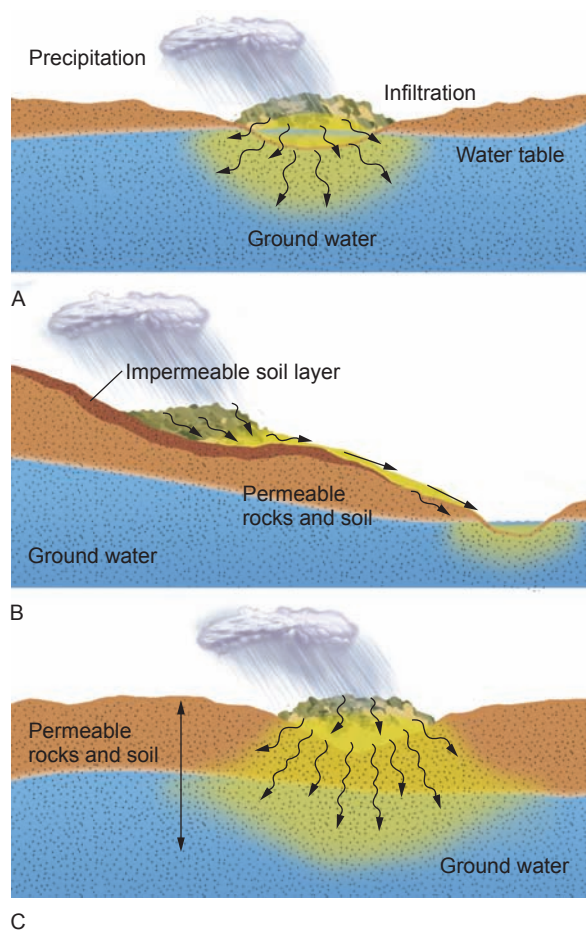 Precipitation
Infiltration
Water table
Ground water
A
Impermeable soil layer
Permeable
rocks and soil
Ground water
B
Permeable
rocks and soil
Ground water
C